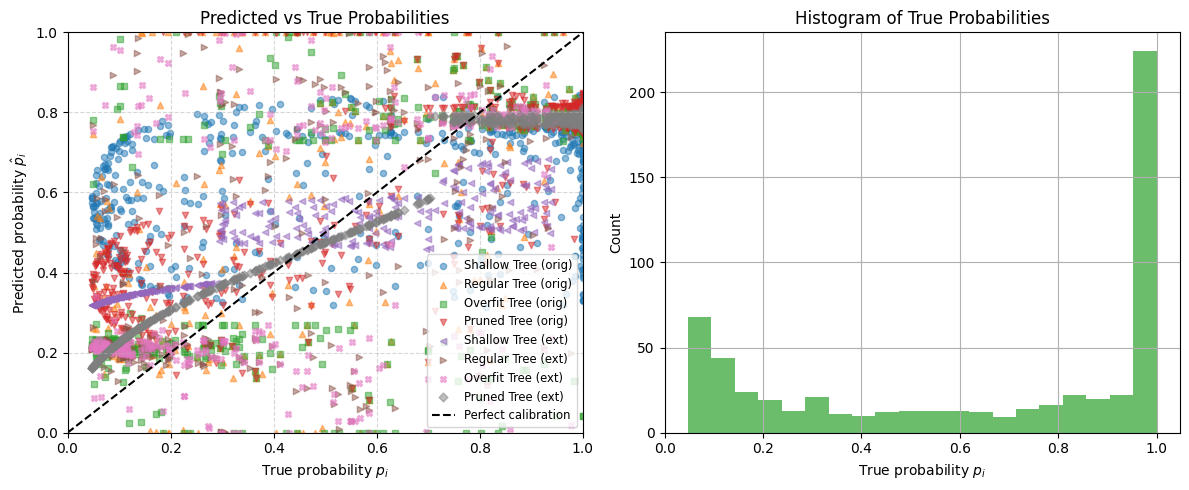 Predicted vs True Probabilities
1.0
0.8
0.6
0.4
0.2
0.0
Predicted probability p̂ᵢ
Shallow Tree (orig)
Regular Tree (orig)
Overfit Tree (orig)
Pruned Tree (orig)
Shallow Tree (ext)
Regular Tree (ext)
Overfit Tree (ext)
Pruned Tree (ext)
Perfect calibration
0.0 0.2 0.4 0.6 0.8 1.0
True probability pᵢ
Histogram of True Probabilities
200
150
100
50
0
Count
0.0 0.2 0.4 0.6 0.8 1.0
True probability pᵢ